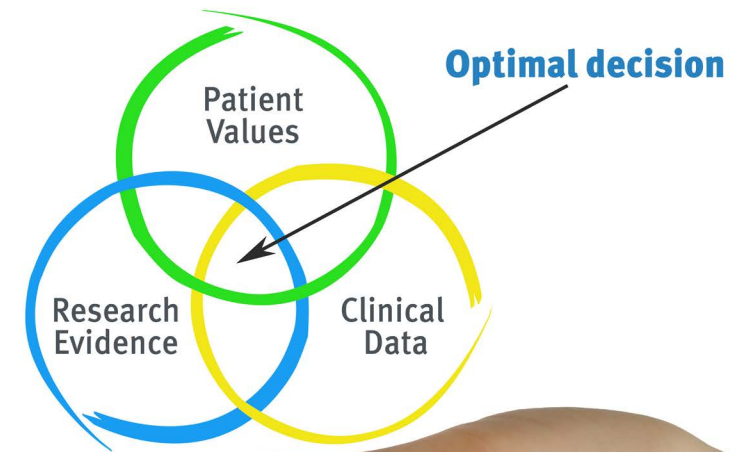 Optimal decision
Patient
Values
Research
Evidence
Clinical
Data